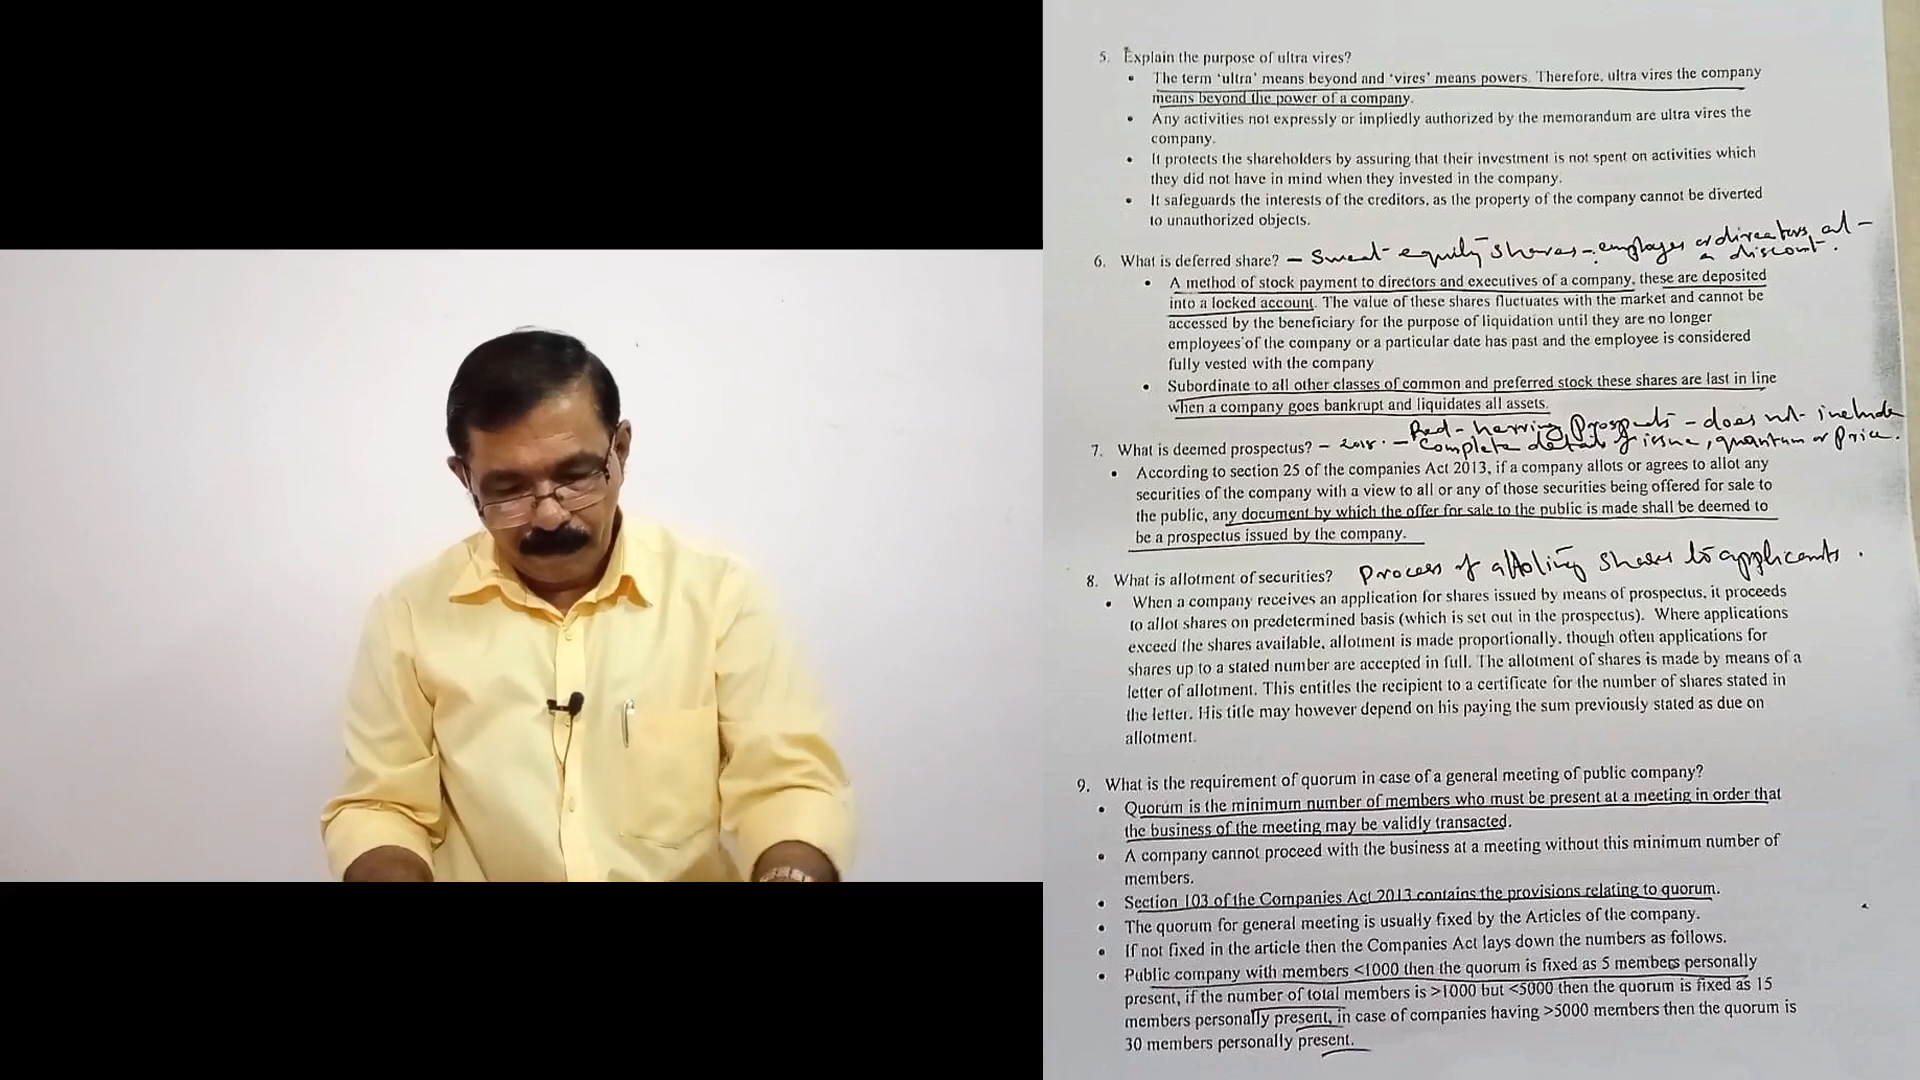 5. Explain the purpose of ultra vires?
• The term 'ultra' means beyond and 'vires' means powers. Therefore, ultra vires the company
means beyond the power of a company.
• Any activities not expressly or impliedly authorized by the memorandum are ultra vires the
company.
• It protects the shareholders by assuring that their investment is not spent on activities which
they did not have in mind when they invested in the company.
• It safeguards the interests of the creditors, as the property of the company cannot be diverted
to unauthorized objects.
6. What is deferred share? – Sweat equity shares – employees or directors at –
a discount.
• A method of stock payment to directors and executives of a company, these are deposited
into a locked account. The value of these shares fluctuates with the market and cannot be
accessed by the beneficiary for the purpose of liquidation until they are no longer
employees of the company or a particular date has past and the employee is considered
fully vested with the company
• Subordinate to all other classes of common and preferred stock these shares are last in line
when a company goes bankrupt and liquidates all assets.
Red-herring Prospects – does not include
7. What is deemed prospectus? – 2018. – complete details of issue, quantum or price.
• According to section 25 of the companies Act 2013, if a company allots or agrees to allot any
securities of the company with a view to all or any of those securities being offered for sale to
the public, any document by which the offer for sale to the public is made shall be deemed to
be a prospectus issued by the company.
8. What is allotment of securities? Process of alloting shares to applicants.
• When a company receives an application for shares issued by means of prospectus, it proceeds
to allot shares on predetermined basis (which is set out in the prospectus). Where applications
exceed the shares available, allotment is made proportionally, though often applications for
shares up to a stated number are accepted in full. The allotment of shares is made by means of a
letter of allotment. This entitles the recipient to a certificate for the number of shares stated in
the letter. His title may however depend on his paying the sum previously stated as due on
allotment.
9. What is the requirement of quorum in case of a general meeting of public company?
• Quorum is the minimum number of members who must be present at a meeting in order that
the business of the meeting may be validly transacted.
• A company cannot proceed with the business at a meeting without this minimum number of
members.
• Section 103 of the Companies Act 2013 contains the provisions relating to quorum.
• The quorum for general meeting is usually fixed by the Articles of the company.
• If not fixed in the article then the Companies Act lays down the numbers as follows.
• Public company with members <1000 then the quorum is fixed as 5 members personally
present, if the number of total members is >1000 but <5000 then the quorum is fixed as 15
members personally present, in case of companies having >5000 members then the quorum is
30 members personally present.